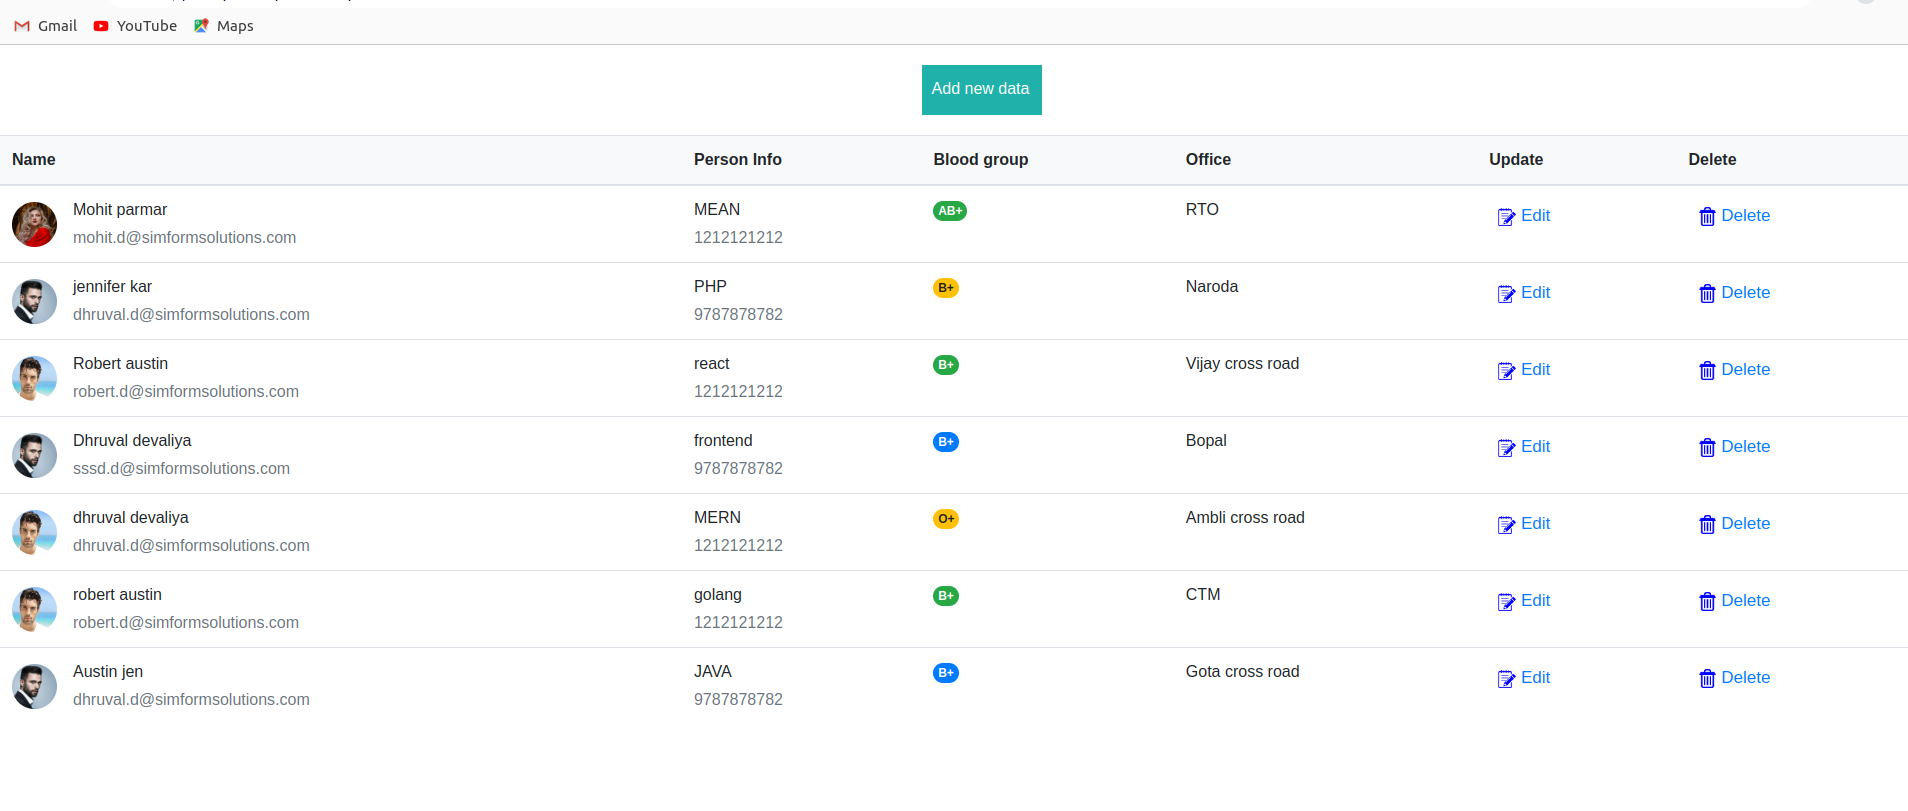 Gmail YouTube Maps
Add new data
Name Person Info Blood group Office Update Delete
Mohit parmar MEAN AB+ RTO Edit Delete
mohit.d@simformsolutions.com 1212121212
jennifer kar PHP B+ Naroda Edit Delete
dhruval.d@simformsolutions.com 9787878782
Robert austin react B+ Vijay cross road Edit Delete
robert.d@simformsolutions.com 1212121212
Dhruval devaliya frontend B+ Bopal Edit Delete
sssd.d@simformsolutions.com 9787878782
dhruval devaliya MERN O+ Ambli cross road Edit Delete
dhruval.d@simformsolutions.com 1212121212
robert austin golang B+ CTM Edit Delete
robert.d@simformsolutions.com 1212121212
Austin jen JAVA B+ Gota cross road Edit Delete
dhruval.d@simformsolutions.com 9787878782